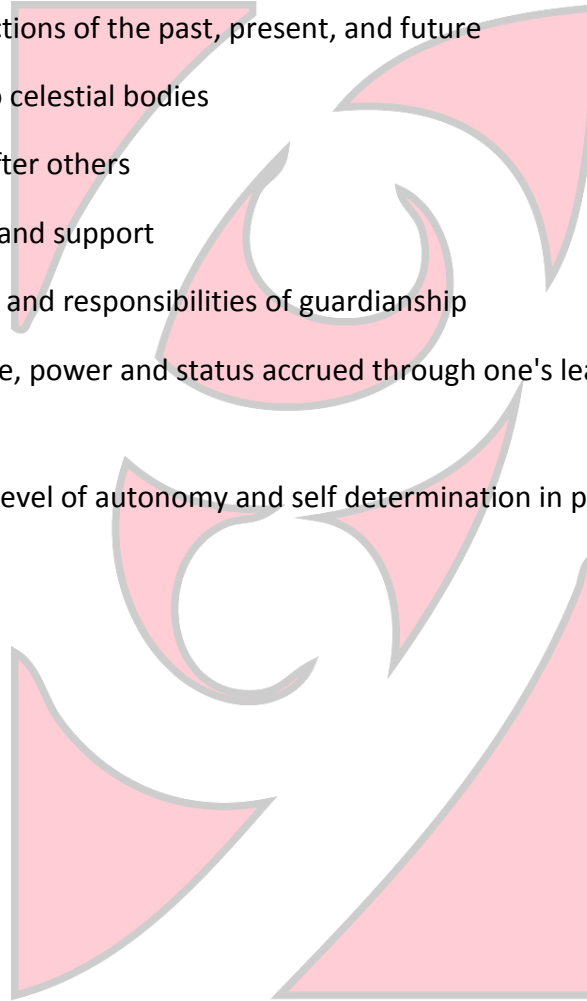 ctions of the past, present, and future
celestial bodies
fter others
and support
and responsibilities of guardianship
e, power and status accrued through one's lea
evel of autonomy and self determination in p